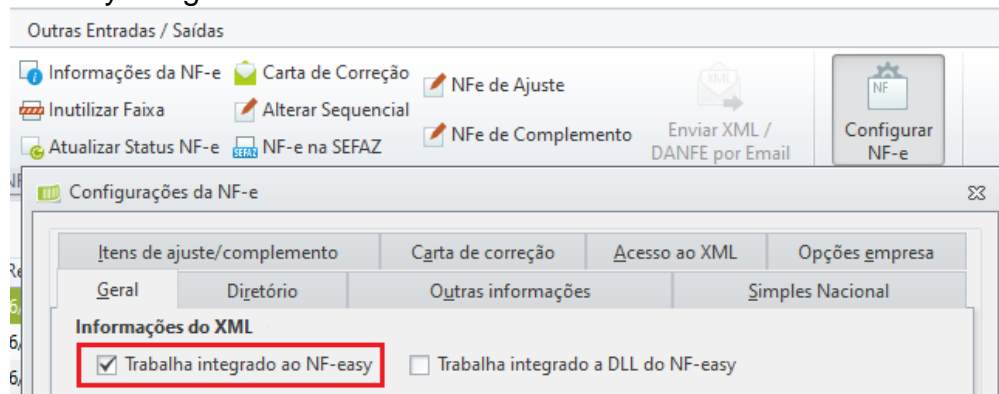 Outras Entradas / Saídas
Informações da NF-e Carta de Correção NFe de Ajuste
Inutilizar Faixa Alterar Sequencial
Atualizar Status NF-e NF-e na SEFAZ NFe de Complemento
Enviar XML /
DANFE por Email
Configurar
NF-e
Configurações da NF-e
Itens de ajuste/complemento Carta de correção Acesso ao XML Opções empresa
Geral Diretório Outras informações Simples Nacional
Informações do XML
Trabalha integrado ao NF-easy Trabalha integrado a DLL do NF-easy